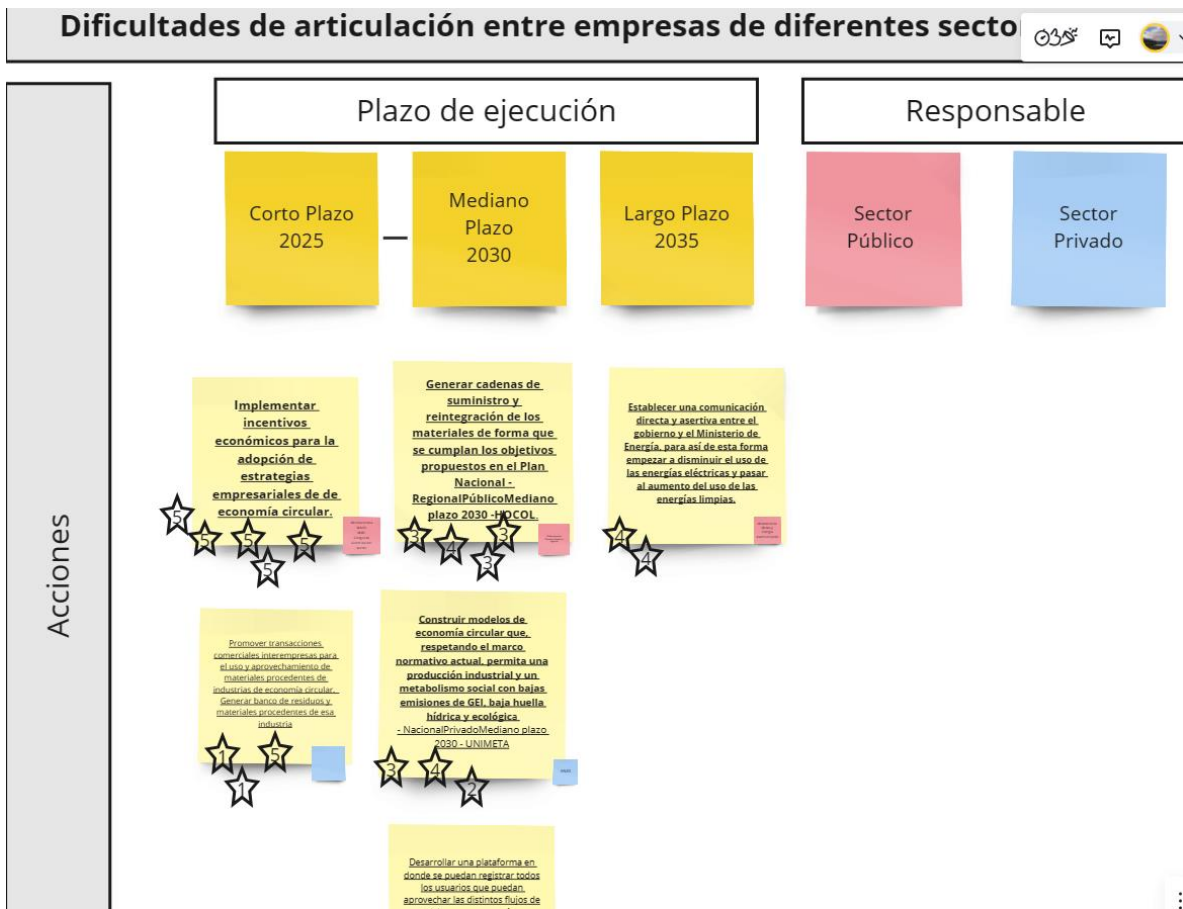 Dificultades de articulación entre empresas de diferentes secto
Plazo de ejecución
Responsable
Corto Plazo
2025
Mediano
Plazo
2030
Largo Plazo
2035
Sector
Público
Sector
Privado
Acciones
Implementar
incentivos
económicos para la
adopción de
estrategias
empresariales de de
economía circular.
5
5
5
5
5
Generar cadenas de
suministro y
reintegración de los
materiales de forma que
se cumplan los objetivos
propuestos en el Plan
Nacional -
RegionalPúblicoMediano
plazo 2030 -HOCOL.
3
4
3
3
Establecer una comunicación
directa y asertiva entre el
gobierno y el Ministerio de
Energía, para así de esta forma
empezar a disminuir el uso de
las energías eléctricas y pasar
al aumento del uso de las
energías limpias.
4
4
Promover transacciones
comerciales interempresas para
el uso y aprovechamiento de
materiales procedentes de
industrias de economía circular.
Generar banco de residuos y
materiales procedentes de esa
industria
1
5
1
Construir modelos de
economía circular que,
respetando el marco
normativo actual, permita una
producción industrial y un
metabolismo social con bajas
emisiones de GEI, baja huella
hídrica y ecológica
- NacionalPrivadoMediano plazo
2030 - UNIMETA
3
4
2
Desarrollar una plataforma en
donde se puedan registrar todos
los usuarios que puedan
aprovechar las distintos flujos de